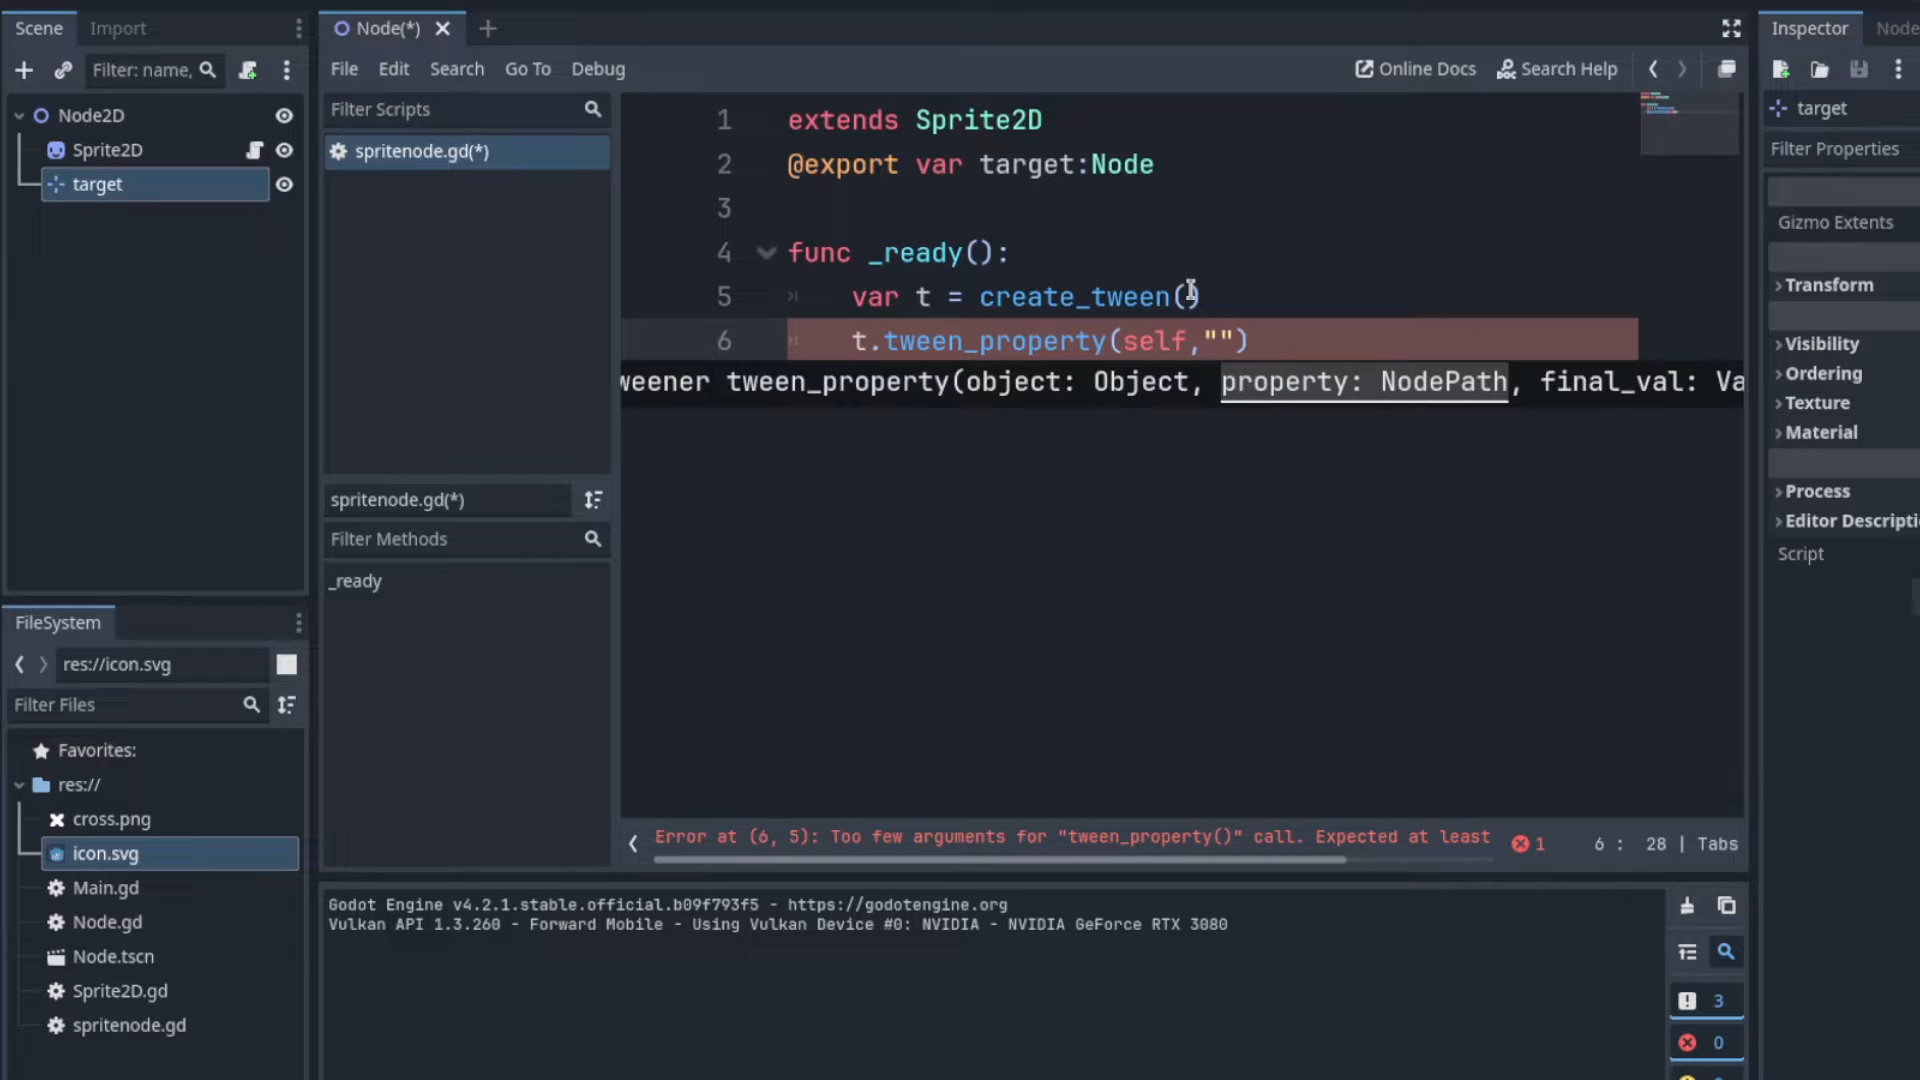 Scene
Import
Filter: name,
Node2D
Sprite2D
target
FileSystem
res://icon.svg
Filter Files
Favorites:
res://
cross.png
icon.svg
Main.gd
Node.gd
Node.tscn
Sprite2D.gd
spritenode.gd
Node(*)
File Edit Search Go To Debug
Online Docs
Search Help
Filter Scripts
spritenode.gd(*)
spritenode.gd(*)
Filter Methods
_ready
1 extends Sprite2D
2 @export var target:Node
3
4 func _ready():
5 var t = create_tween()
6 t.tween_property(self,"")
weener tween_property(object: Object, property: NodePath, final_val: Va
Error at (6, 5): Too few arguments for "tween_property()" call. Expected at least
1
6 : 28 | Tabs
Godot Engine v4.2.1.stable.official.b09f793f5 - https://godotengine.org
Vulkan API 1.3.260 - Forward Mobile - Using Vulkan Device #0: NVIDIA - NVIDIA GeForce RTX 3080
3
0
Inspector
Node
target
Filter Properties
Gizmo Extents
Transform
Visibility
Ordering
Texture
Material
Process
Editor Descripti
Script